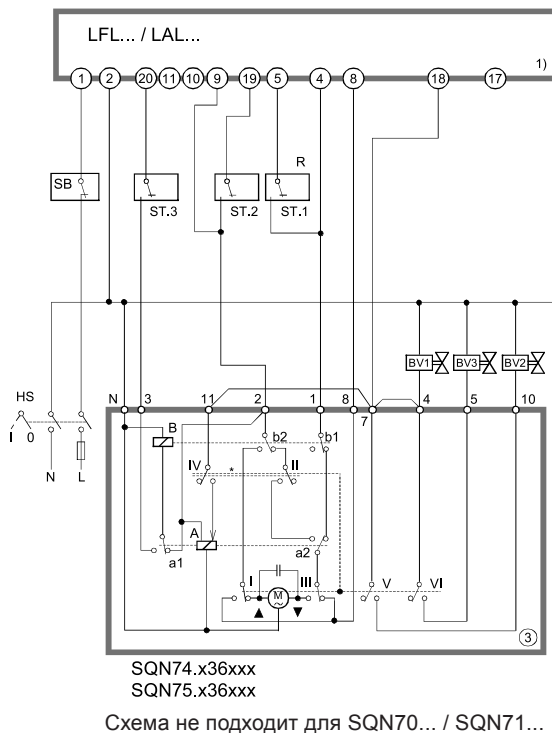 LFL... / LAL...
1)
1 2 20 11 10 9 19 5 4 8 18 17
R
SB
ST.3 ST.2 ST.1
BV1 BV3 BV2
HS
I 0
N L
N 3 11 2 1 8 7 4 5 10
B b2 b1
IV * II
A
a1 a2
I M ~ III V VI
3
SQN74.x36xxx
SQN75.x36xxx
Схема не подходит для SQN70... / SQN71...